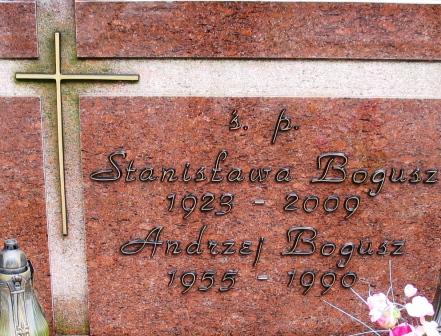 ś. p.
Stanisława Bogusz
1923 - 2009
Andrzej Bogusz
1955 - 1990